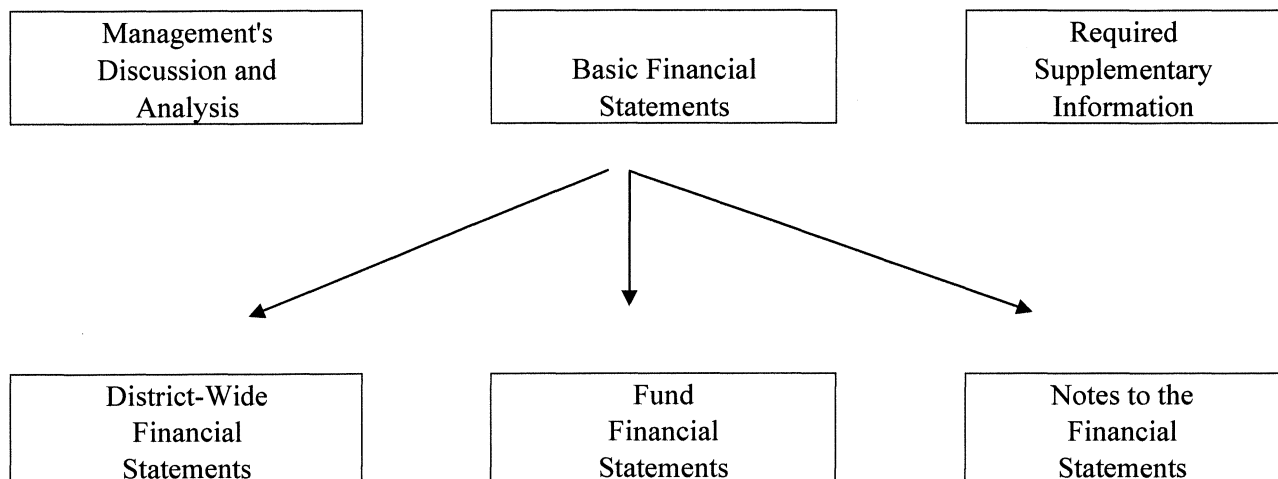 Management's
Discussion and
Analysis
Basic Financial
Statements
Required
Supplementary
Information
District-Wide
Financial
Statements
Fund
Financial
Statements
Notes to the
Financial
Statements